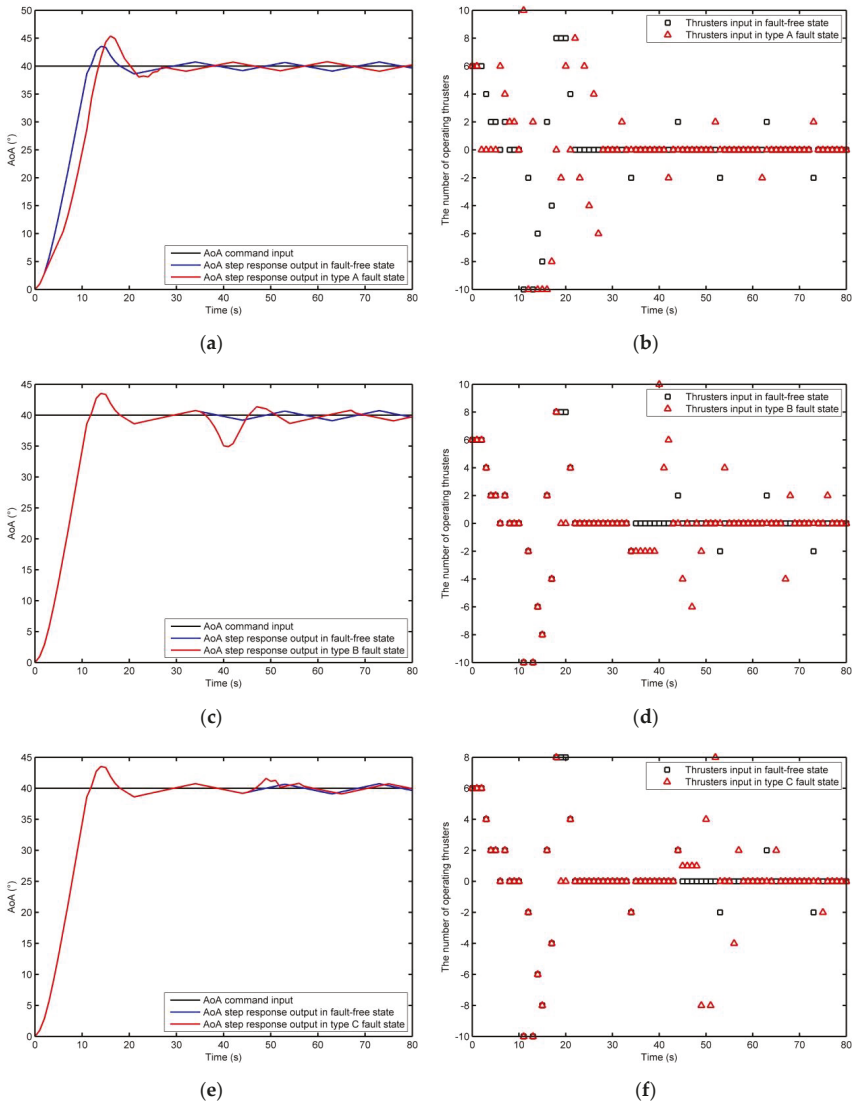 45
40
35
30
25
20
15
10
5
0
AoA (°)
AoA command input
AoA step response output in fault-free state
AoA step response output in type A fault state
0 10 20 30 40 50 60 70 80
Time (s)
(a)
10
8
6
4
2
0
-2
-4
-6
-8
-10
The number of operating thrusters
Thrusters input in fault-free state
Thrusters input in type A fault state
0 10 20 30 40 50 60 70 80
Time (s)
(b)
45
40
35
30
25
20
15
10
5
0
AoA (°)
AoA command input
AoA step response output in fault-free state
AoA step response output in type B fault state
0 10 20 30 40 50 60 70 80
Time (s)
(c)
10
8
6
4
2
0
-2
-4
-6
-8
-10
The number of operating thrusters
Thrusters input in fault-free state
Thrusters input in type B fault state
0 10 20 30 40 50 60 70 80
Time (s)
(d)
45
40
35
30
25
20
15
10
5
0
AoA (°)
AoA command input
AoA step response output in fault-free state
AoA step response output in type C fault state
0 10 20 30 40 50 60 70 80
Time (s)
(e)
8
6
4
2
0
-2
-4
-6
-8
-10
The number of operating thrusters
Thrusters input in fault-free state
Thrusters input in type C fault state
0 10 20 30 40 50 60 70 80
Time (s)
(f)